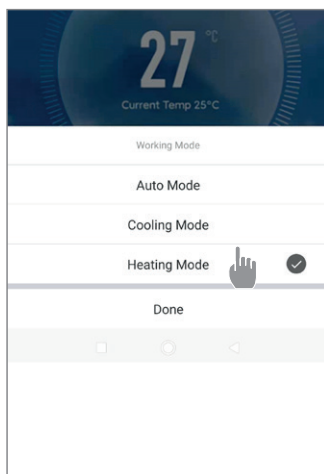 27 °C
Current Temp 25°C
Working Mode
Auto Mode
Cooling Mode
Heating Mode
Done